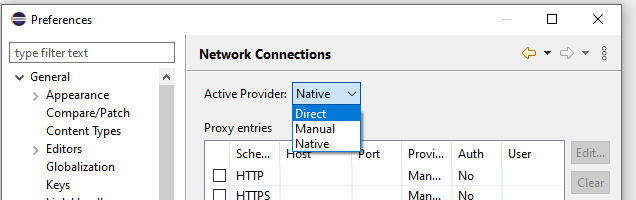 Preferences
type filter text
Network Connections
General
Appearance
Compare/Patch
Content Types
Editors
Globalization
Keys
Active Provider: Native
Direct
Manual
Native
Proxy entries
Sche... Host Port Provi... Auth User
HTTP Man... No
HTTPS Man... No
Edit...
Clear